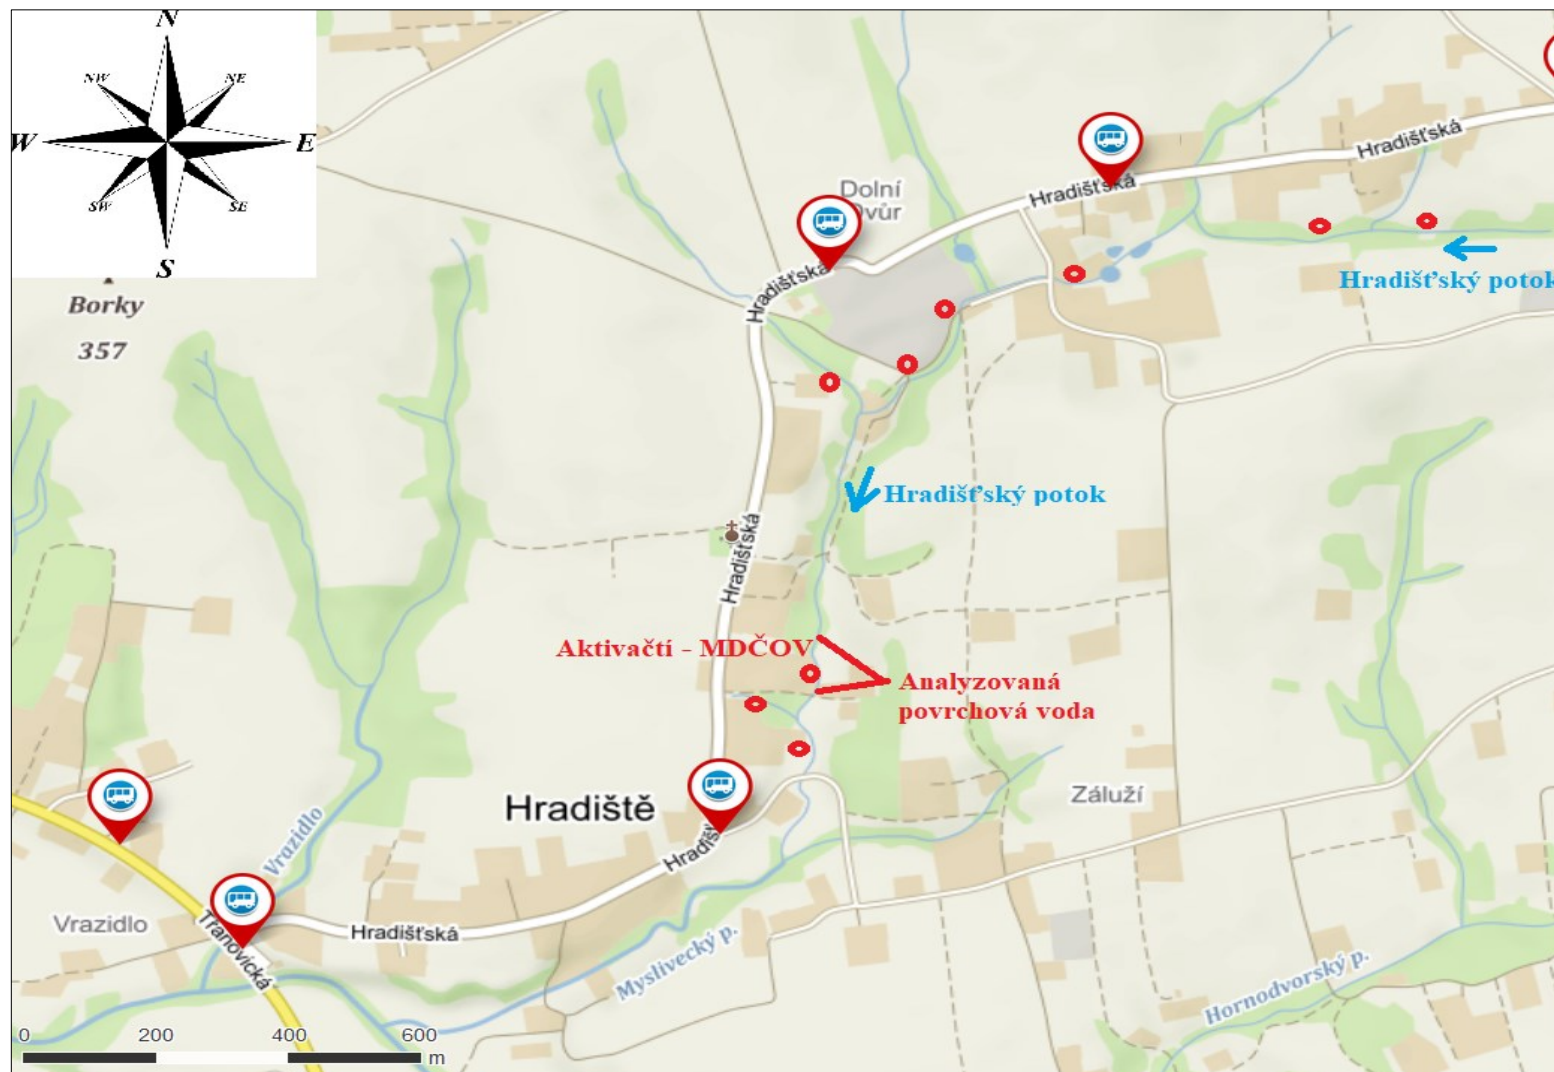 N
NW
NE
W
E
SW
SE
S
Borky
357
Dolní
Dvůr
Hradišťská
Hradišťská
Hradišťská
Hradišťský potok
Hradišťský potok
Hradišťská
Aktivačtí - MDČOV
Analyzovaná
povrchová voda
Hradiště
Záluží
Vrazidlo
Hradišť
Vrazidlo
Hradišťská
Tranovická
Myslivecký p.
Hornodvorský p.
0 200 400 600
m